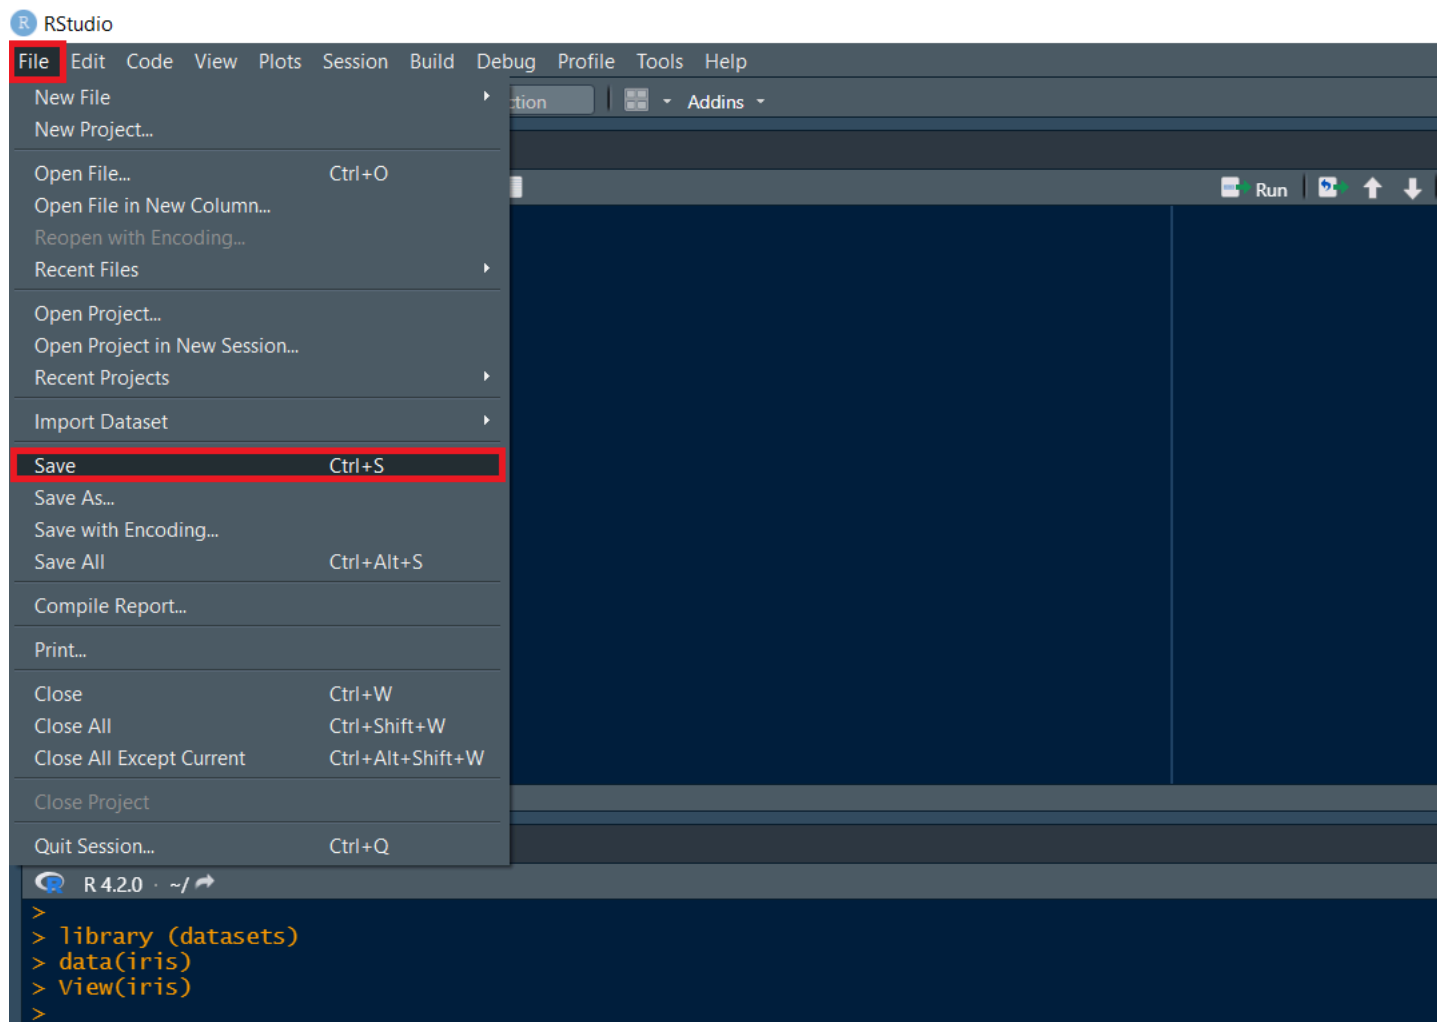 RStudio
File Edit Code View Plots Session Build Debug Profile Tools Help
New File
Addins
New Project...
Open File... Ctrl+O
Run
Open File in New Column...
Reopen with Encoding...
Recent Files
Open Project...
Open Project in New Session...
Recent Projects
Import Dataset
Save Ctrl+S
Save As...
Save with Encoding...
Save All Ctrl+Alt+S
Compile Report...
Print...
Close Ctrl+W
Close All Ctrl+Shift+W
Close All Except Current Ctrl+Alt+Shift+W
Close Project
Quit Session... Ctrl+Q
R 4.2.0 · ~/
>
> library (datasets)
> data(iris)
> View(iris)
>